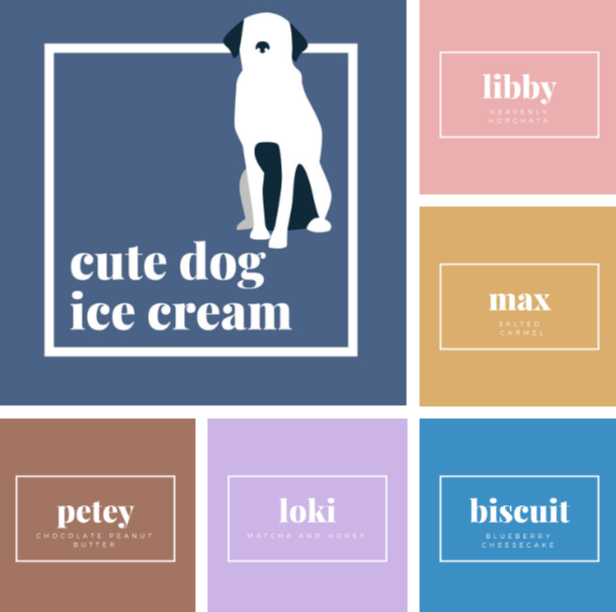 cute dog
ice cream
libby
HEAVENLY
HORCHATA
max
SALTED
CARMEL
petey
CHOCOLATE PEANUT
BUTTER
loki
MATCHA AND HONEY
biscuit
BLUEBERRY
CHEESECAKE